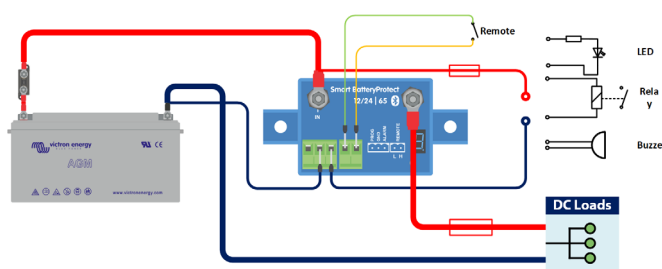 Remote
LED
Smart BatteryProtect
12/24 | 65
IN
Rela
y
PROG
GND
ALARM
REMOTE
L H
victron energy
AGM
www.victronenergy.com
Buzze
DC Loads